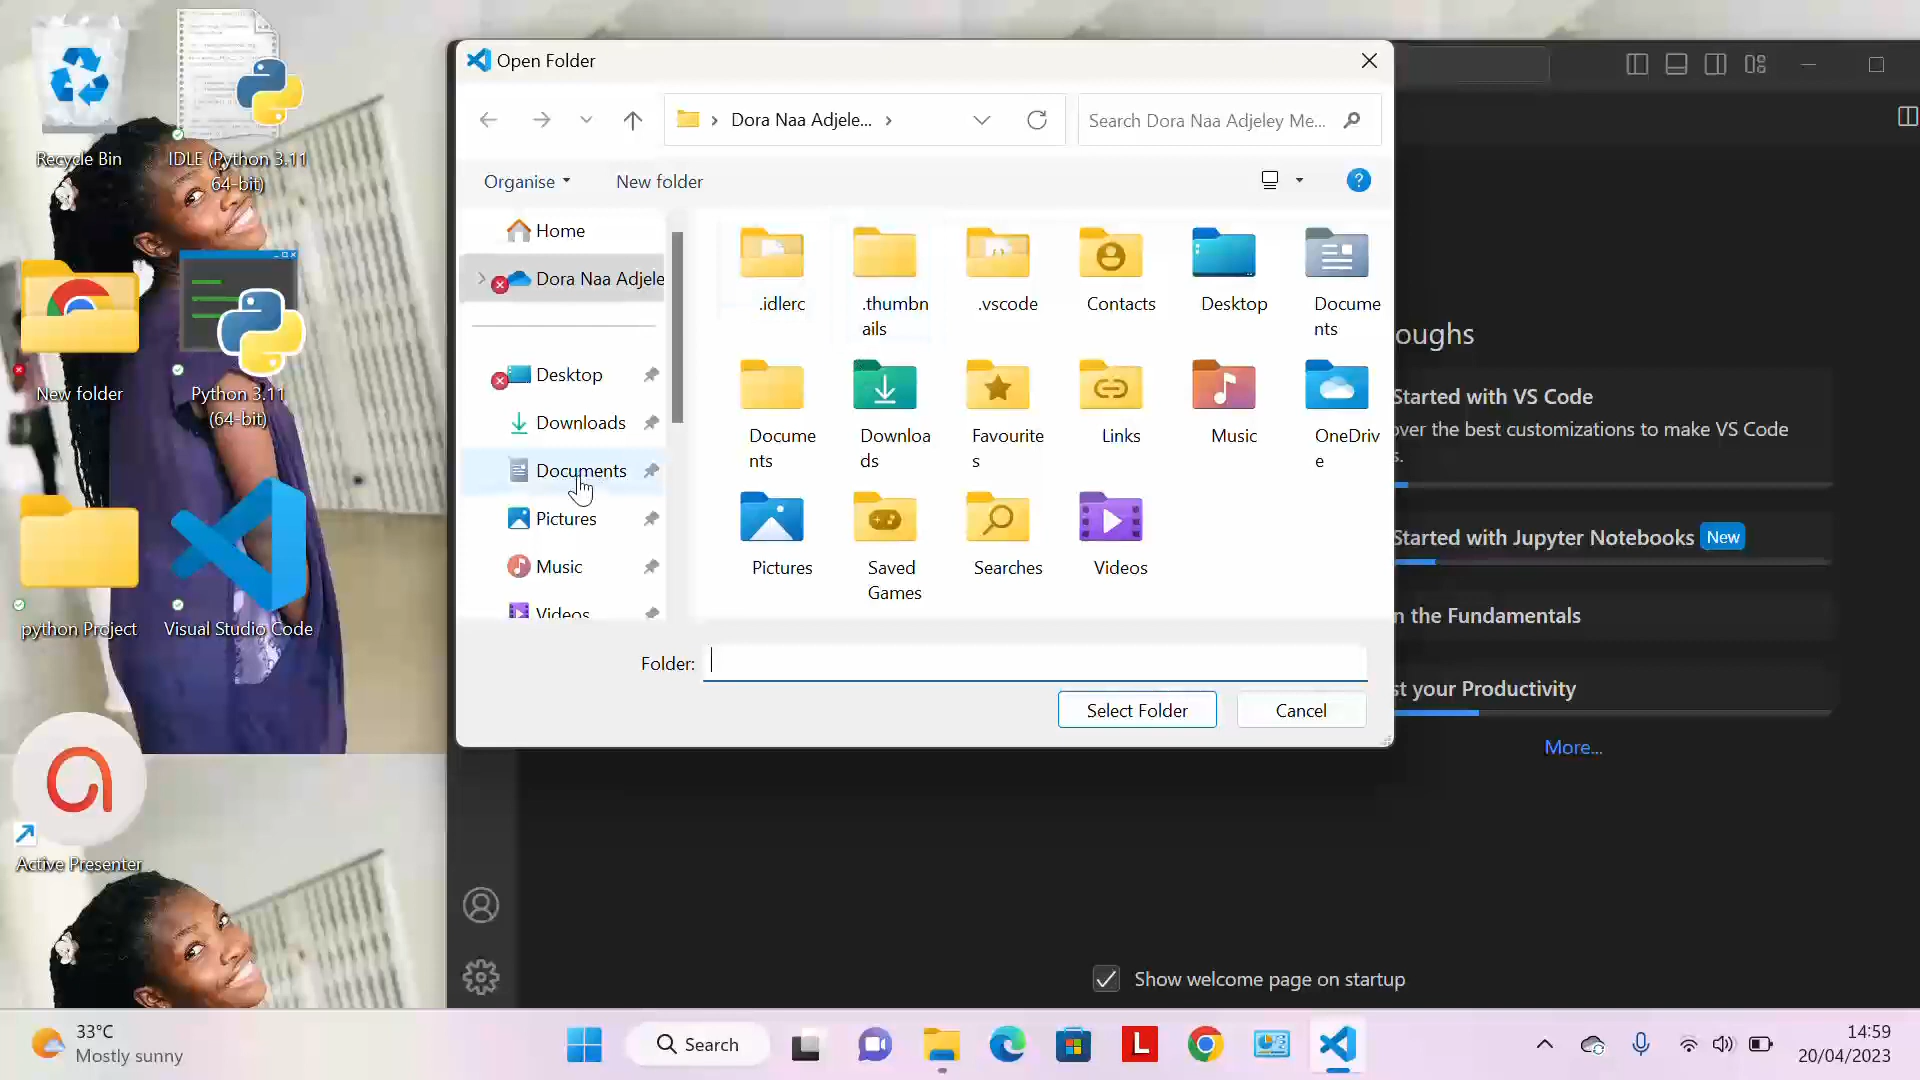 Recycle Bin
IDLE (Python 3.11
64-bit)
New folder
Python 3.11
(64-bit)
python Project
Visual Studio Code
Active Presenter
Open Folder
Dora Naa Adjele...
Search Dora Naa Adjeley Me...
Organise
New folder
?
Home
Dora Naa Adjele
Desktop
Downloads
Documents
Pictures
Music
Videos
.idlerc
.thumbn
ails
.vscode
Contacts
Desktop
Docume
nts
Docume
nts
Downloa
ds
Favourite
s
Links
Music
OneDriv
e
Pictures
Saved
Games
Searches
Videos
Folder:
Select Folder
Cancel
oughs
Started with VS Code
over the best customizations to make VS Code
s.
Started with Jupyter Notebooks New
n the Fundamentals
st your Productivity
More...
Show welcome page on startup
33°C
Mostly sunny
Search
L
14:59
20/04/2023